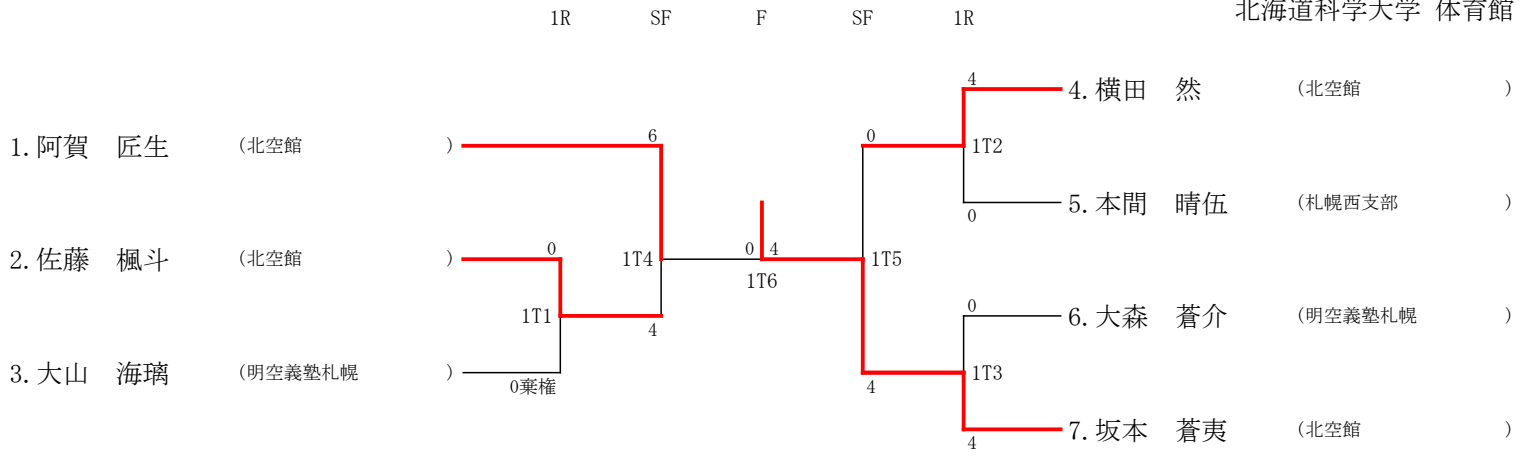 北海道科学大学 体育館
1R SF F SF 1R
4
4.横田　然 (北空館 )
1.阿賀　匠生 (北空館 ) 6
0 1T2
5.本間　晴伍 (札幌西支部 )
0
2.佐藤　楓斗 (北空館 ) 0
1T4 0 4 1T5
1T6
0
6.大森　蒼介 (明空義塾札幌 )
1T1 4
3.大山　海璃 (明空義塾札幌 )
0棄権
4 1T3
7.坂本　蒼夷 (北空館 )
4